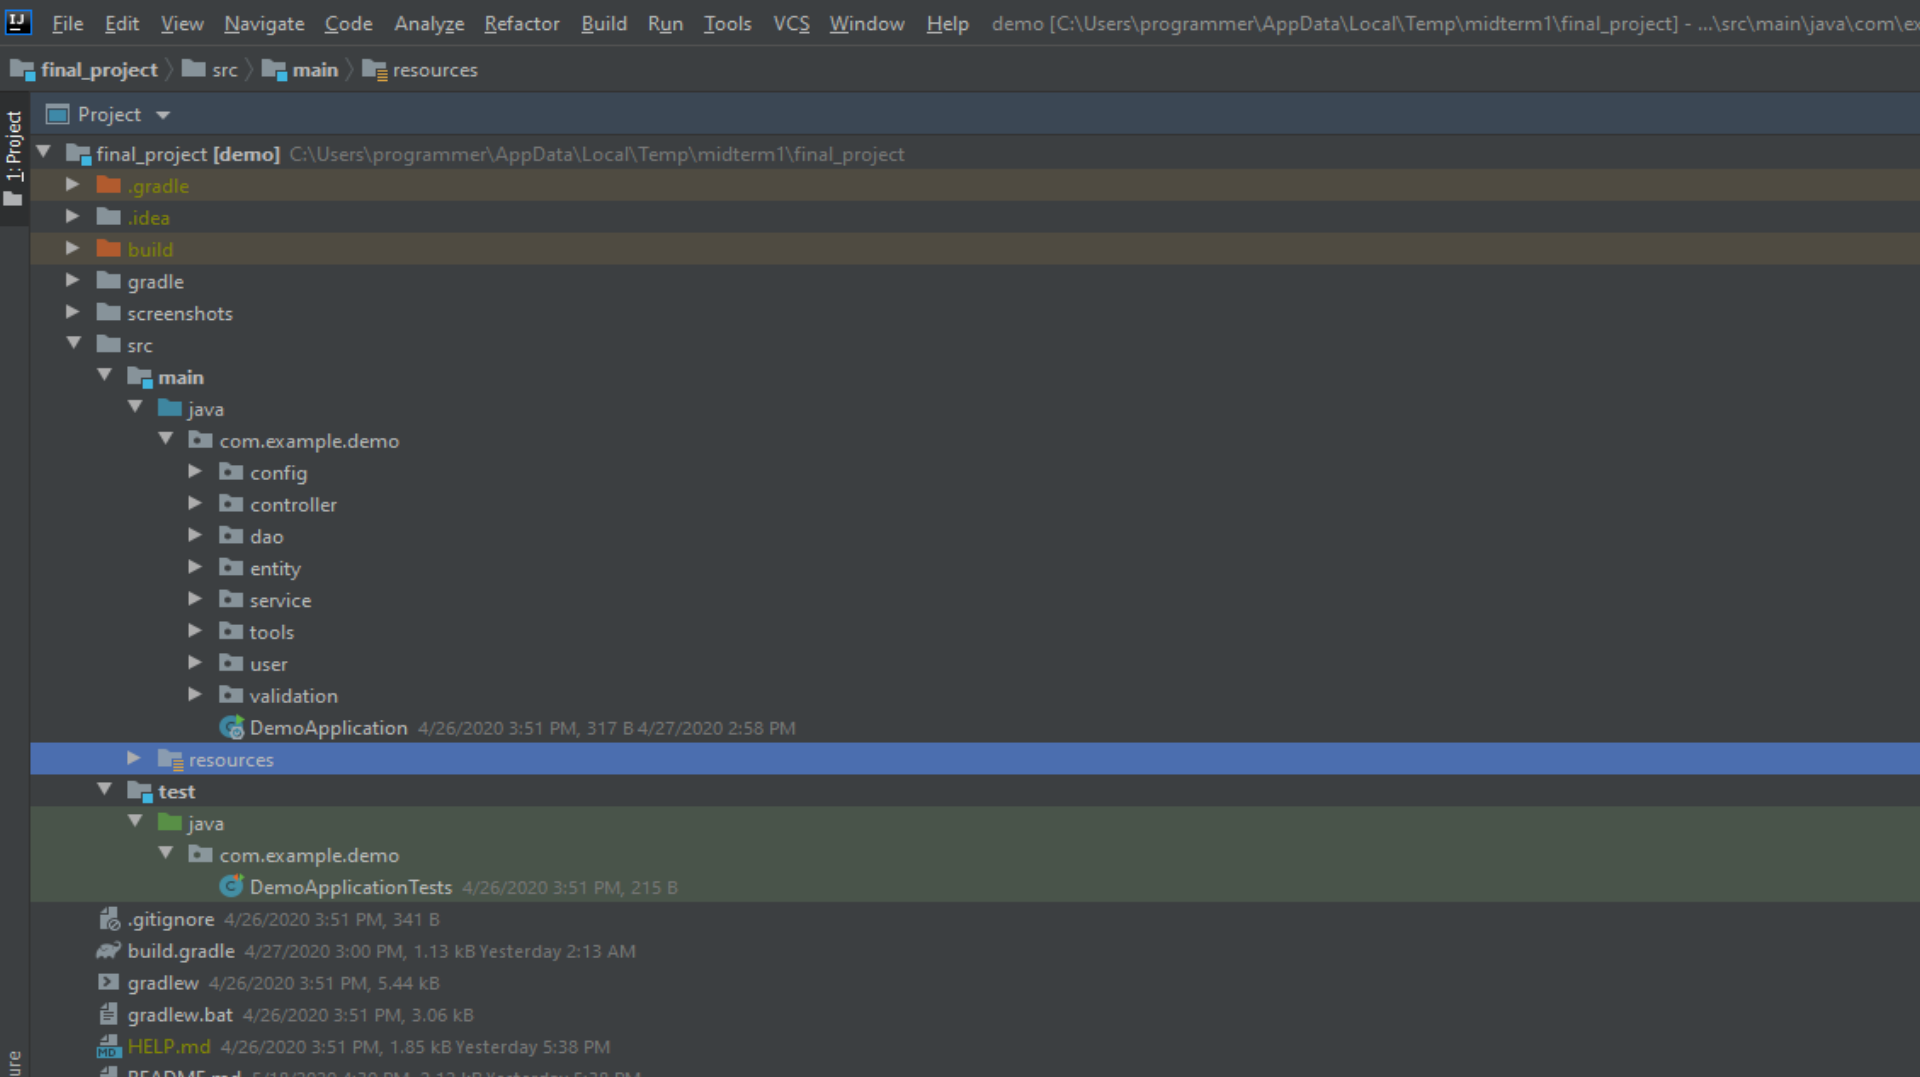 IJ File Edit View Navigate Code Analyze Refactor Build Run Tools VCS Window Help demo [C:\Users\programmer\AppData\Local\Temp\midterm1\final_project] - ...\src\main\java\com\ex
final_project src main resources
1: Project
Project
final_project [demo] C:\Users\programmer\AppData\Local\Temp\midterm1\final_project
.gradle
.idea
build
gradle
screenshots
src
main
java
com.example.demo
config
controller
dao
entity
service
tools
user
validation
DemoApplication 4/26/2020 3:51 PM, 317 B 4/27/2020 2:58 PM
resources
test
java
com.example.demo
DemoApplicationTests 4/26/2020 3:51 PM, 215 B
.gitignore 4/26/2020 3:51 PM, 341 B
build.gradle 4/27/2020 3:00 PM, 1.13 kB Yesterday 2:13 AM
gradlew 4/26/2020 3:51 PM, 5.44 kB
gradlew.bat 4/26/2020 3:51 PM, 3.06 kB
HELP.md 4/26/2020 3:51 PM, 1.85 kB Yesterday 5:38 PM
README.md